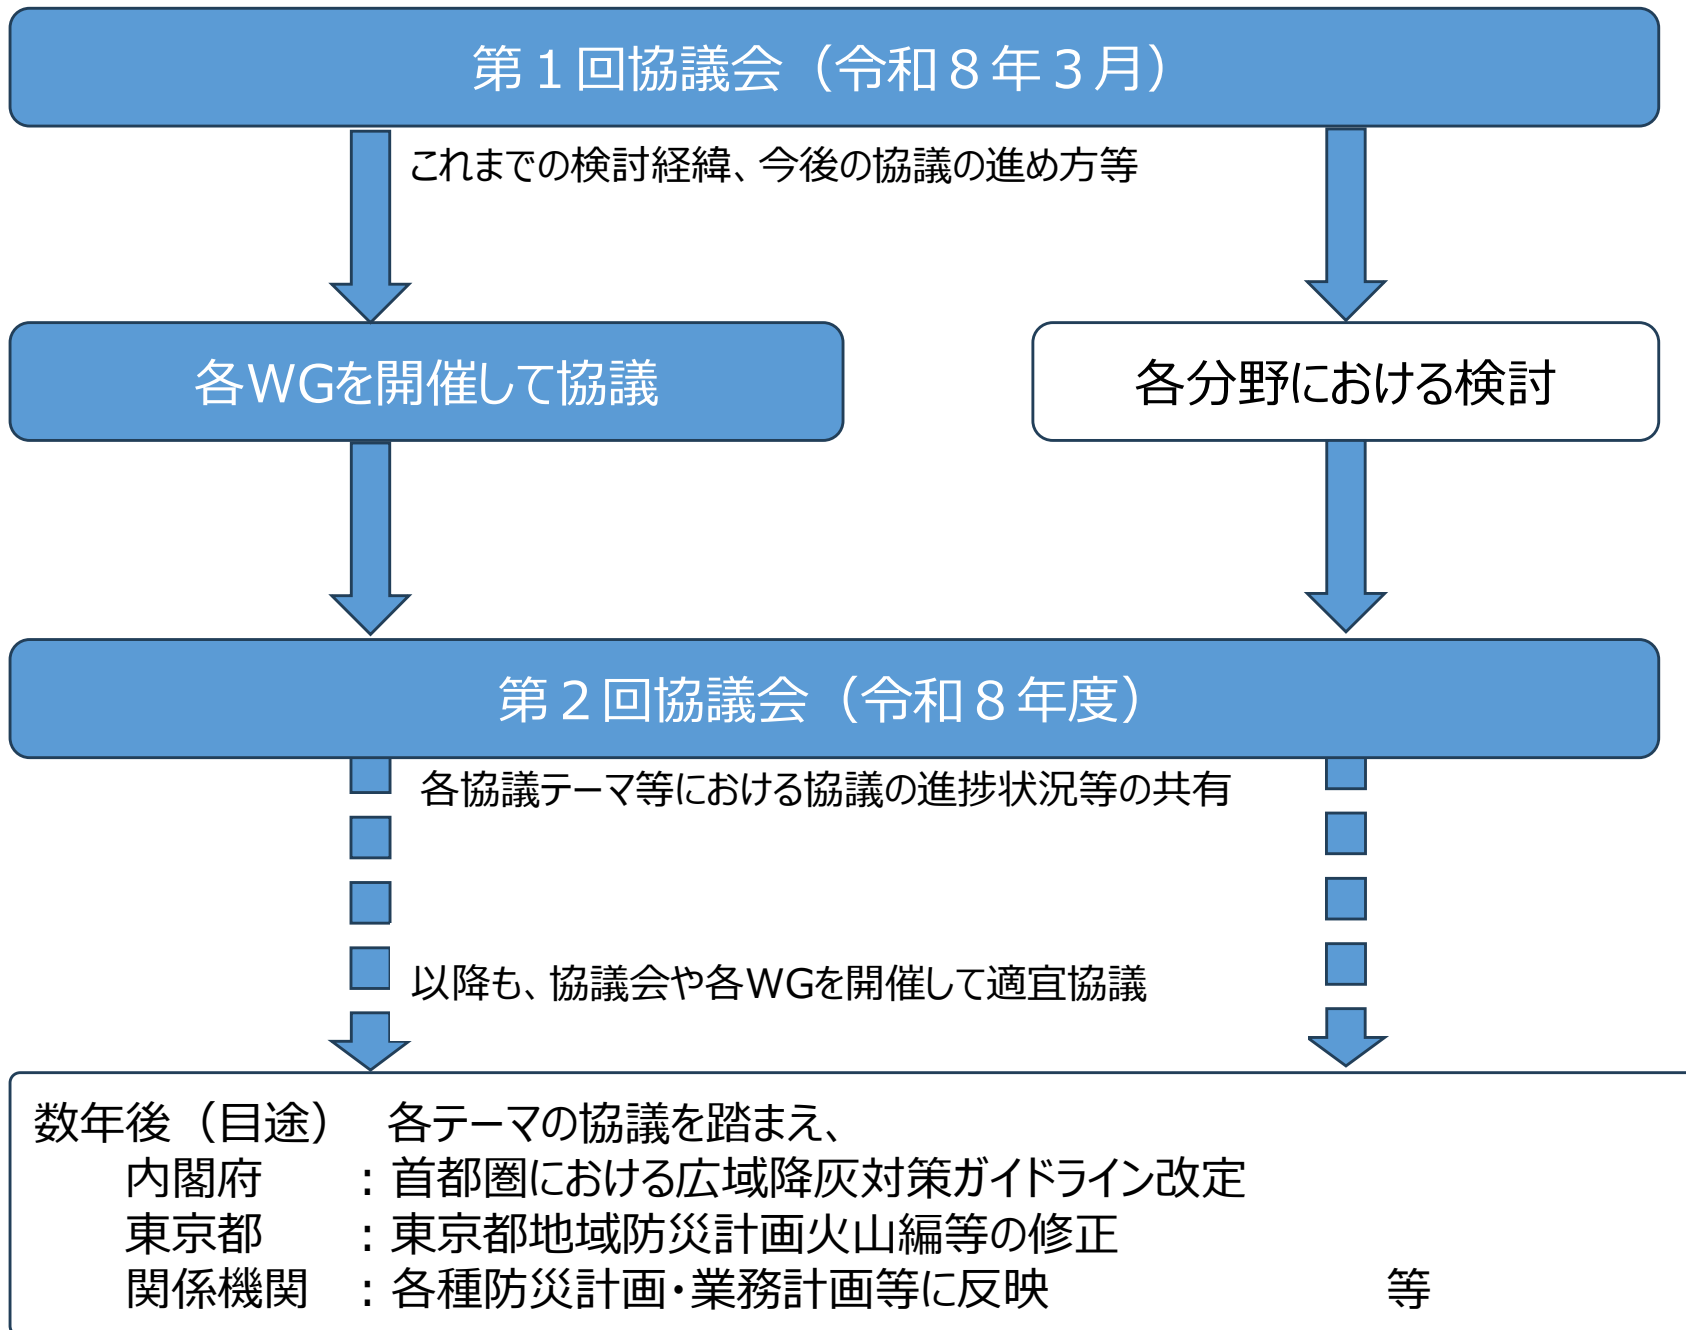 第１回協議会（令和８年３月）
これまでの検討経緯、今後の協議の進め方等
各WGを開催して協議
各分野における検討
第２回協議会（令和８年度）
各協議テーマ等における協議の進捗状況等の共有
以降も、協議会や各WGを開催して適宜協議
数年後（目途）　各テーマの協議を踏まえ、
内閣府　　：首都圏における広域降灰対策ガイドライン改定
東京都　　：東京都地域防災計画火山編等の修正
関係機関　：各種防災計画・業務計画等に反映　　　　　　　等